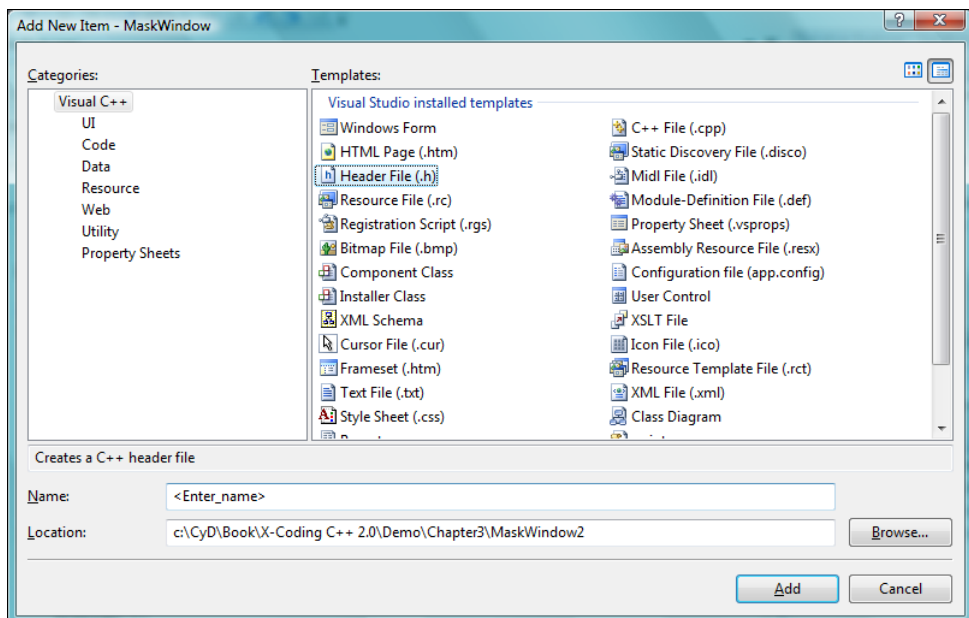 Add New Item - MaskWindow
Categories:
Templates:
Visual C++
UI
Code
Data
Resource
Web
Utility
Property Sheets
Visual Studio installed templates
Windows Form
C++ File (.cpp)
HTML Page (.htm)
Static Discovery File (.disco)
Header File (.h)
Midl File (.idl)
Resource File (.rc)
Module-Definition File (.def)
Registration Script (.rgs)
Property Sheet (.vsprops)
Bitmap File (.bmp)
Assembly Resource File (.resx)
Component Class
Configuration file (app.config)
Installer Class
User Control
XML Schema
XSLT File
Cursor File (.cur)
Icon File (.ico)
Frameset (.htm)
Resource Template File (.rct)
Text File (.txt)
XML File (.xml)
Style Sheet (.css)
Class Diagram
Creates a C++ header file
Name:
<Enter_name>
Location:
c:\CyD\Book\X-Coding C++ 2.0\Demo\Chapter3\MaskWindow2
Browse...
Add
Cancel